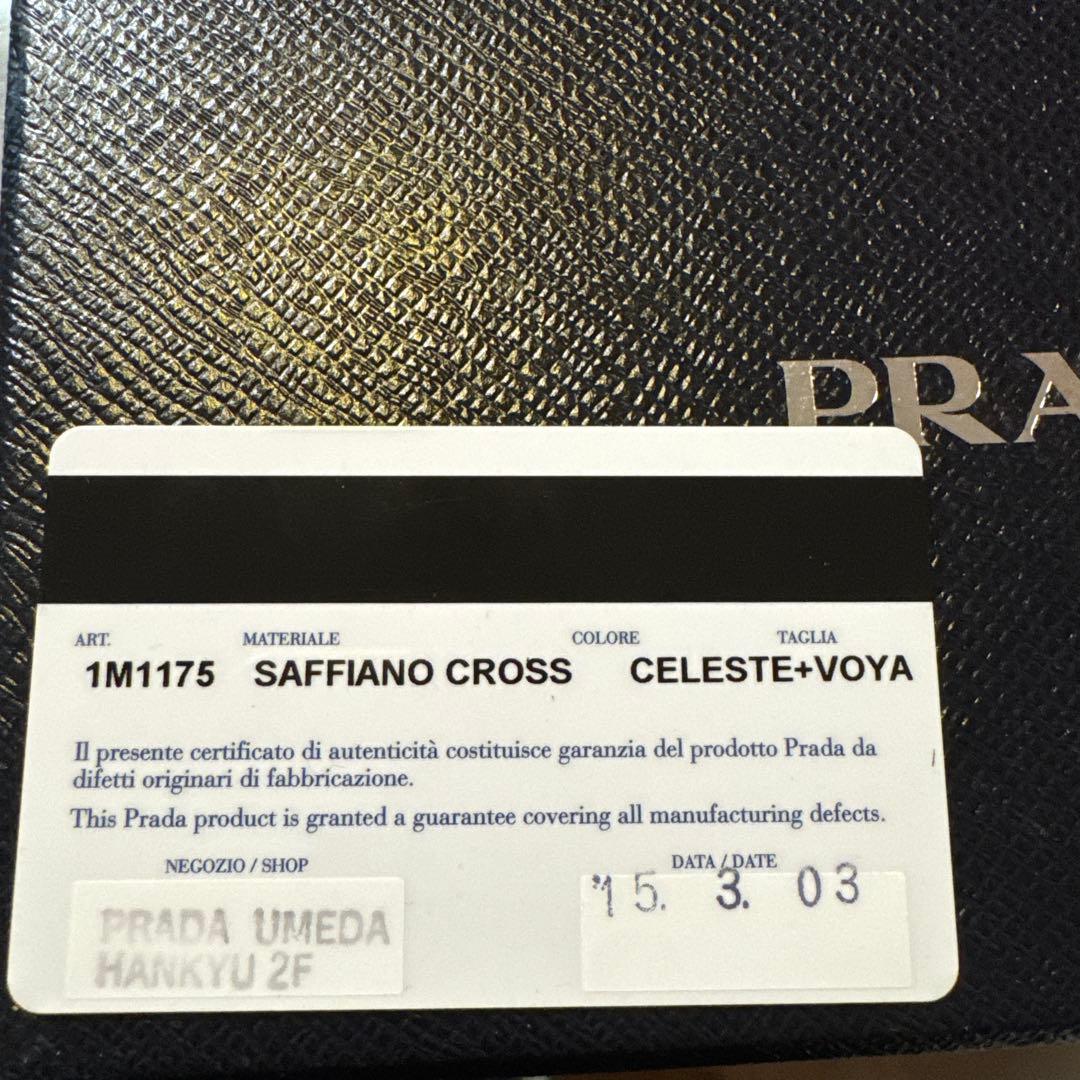 PRA
ART. MATERIALE COLORE TAGLIA
1M1175 SAFFIANO CROSS CELESTE+VOYA
Il presente certificato di autenticità costituisce garanzia del prodotto Prada da
difetti originari di fabbricazione.
This Prada product is granted a guarantee covering all manufacturing defects.
NEGOZIO / SHOP DATA / DATE
PRADA UMEDA
HANKYU 2F
'15. 3. 03